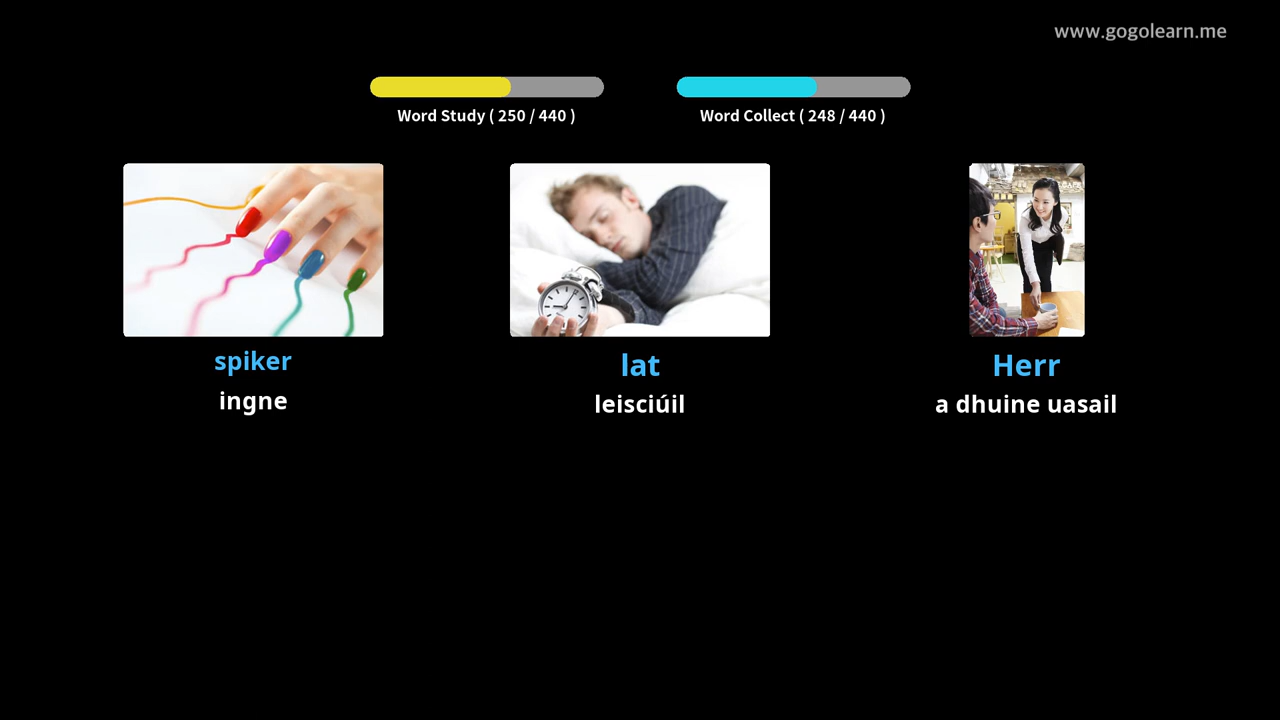 www.gogolearn.me
Word Study ( 250 / 440 )
Word Collect ( 248 / 440 )
spiker
ingne
lat
leisciúil
Herr
a dhuine uasail